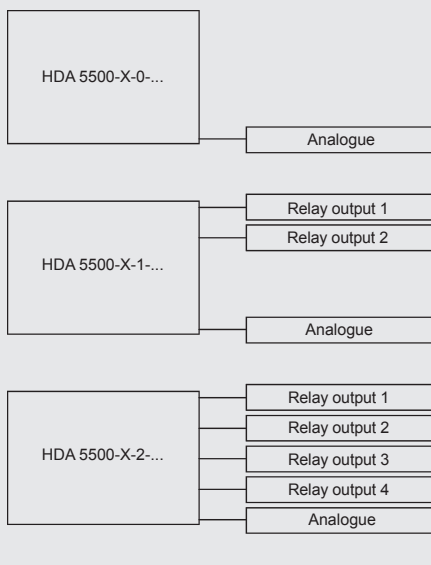 HDA 5500-X-0-...
Analogue
Relay output 1
Relay output 2
HDA 5500-X-1-...
Analogue
Relay output 1
Relay output 2
HDA 5500-X-2-...
Relay output 3
Relay output 4
Analogue